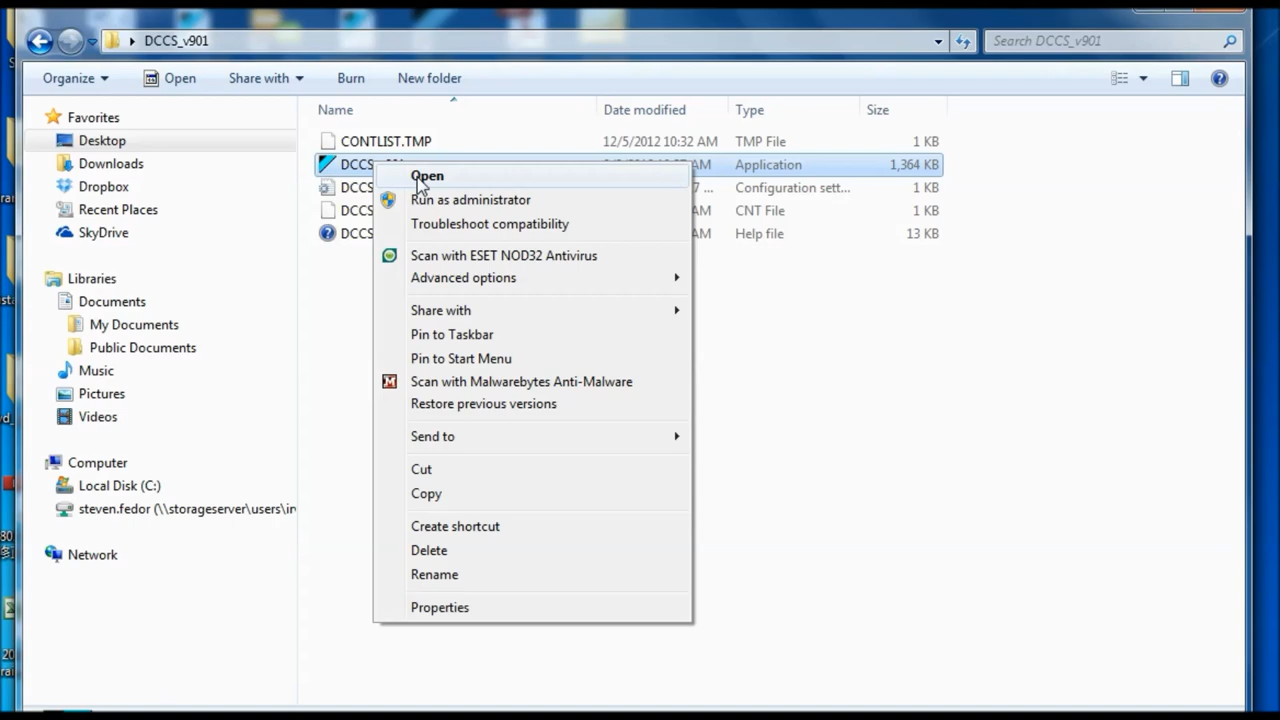 DCCS_v901
Search DCCS_v901
Organize Open Share with Burn New folder
Name Date modified Type Size
Favorites
Desktop
Downloads
Dropbox
Recent Places
SkyDrive
Libraries
Documents
My Documents
Public Documents
Music
Pictures
Videos
Computer
Local Disk (C:)
steven.fedor (\\storageserver\users\ir
Network
CONTLIST.TMP 12/5/2012 10:32 AM TMP File 1 KB
DCCS AM Application 1,364 KB
DCCS 7 ... Configuration sett... 1 KB
DCCS AM CNT File 1 KB
DCCS AM Help file 13 KB
Open
Run as administrator
Troubleshoot compatibility
Scan with ESET NOD32 Antivirus
Advanced options
Share with
Pin to Taskbar
Pin to Start Menu
Scan with Malwarebytes Anti-Malware
Restore previous versions
Send to
Cut
Copy
Create shortcut
Delete
Rename
Properties